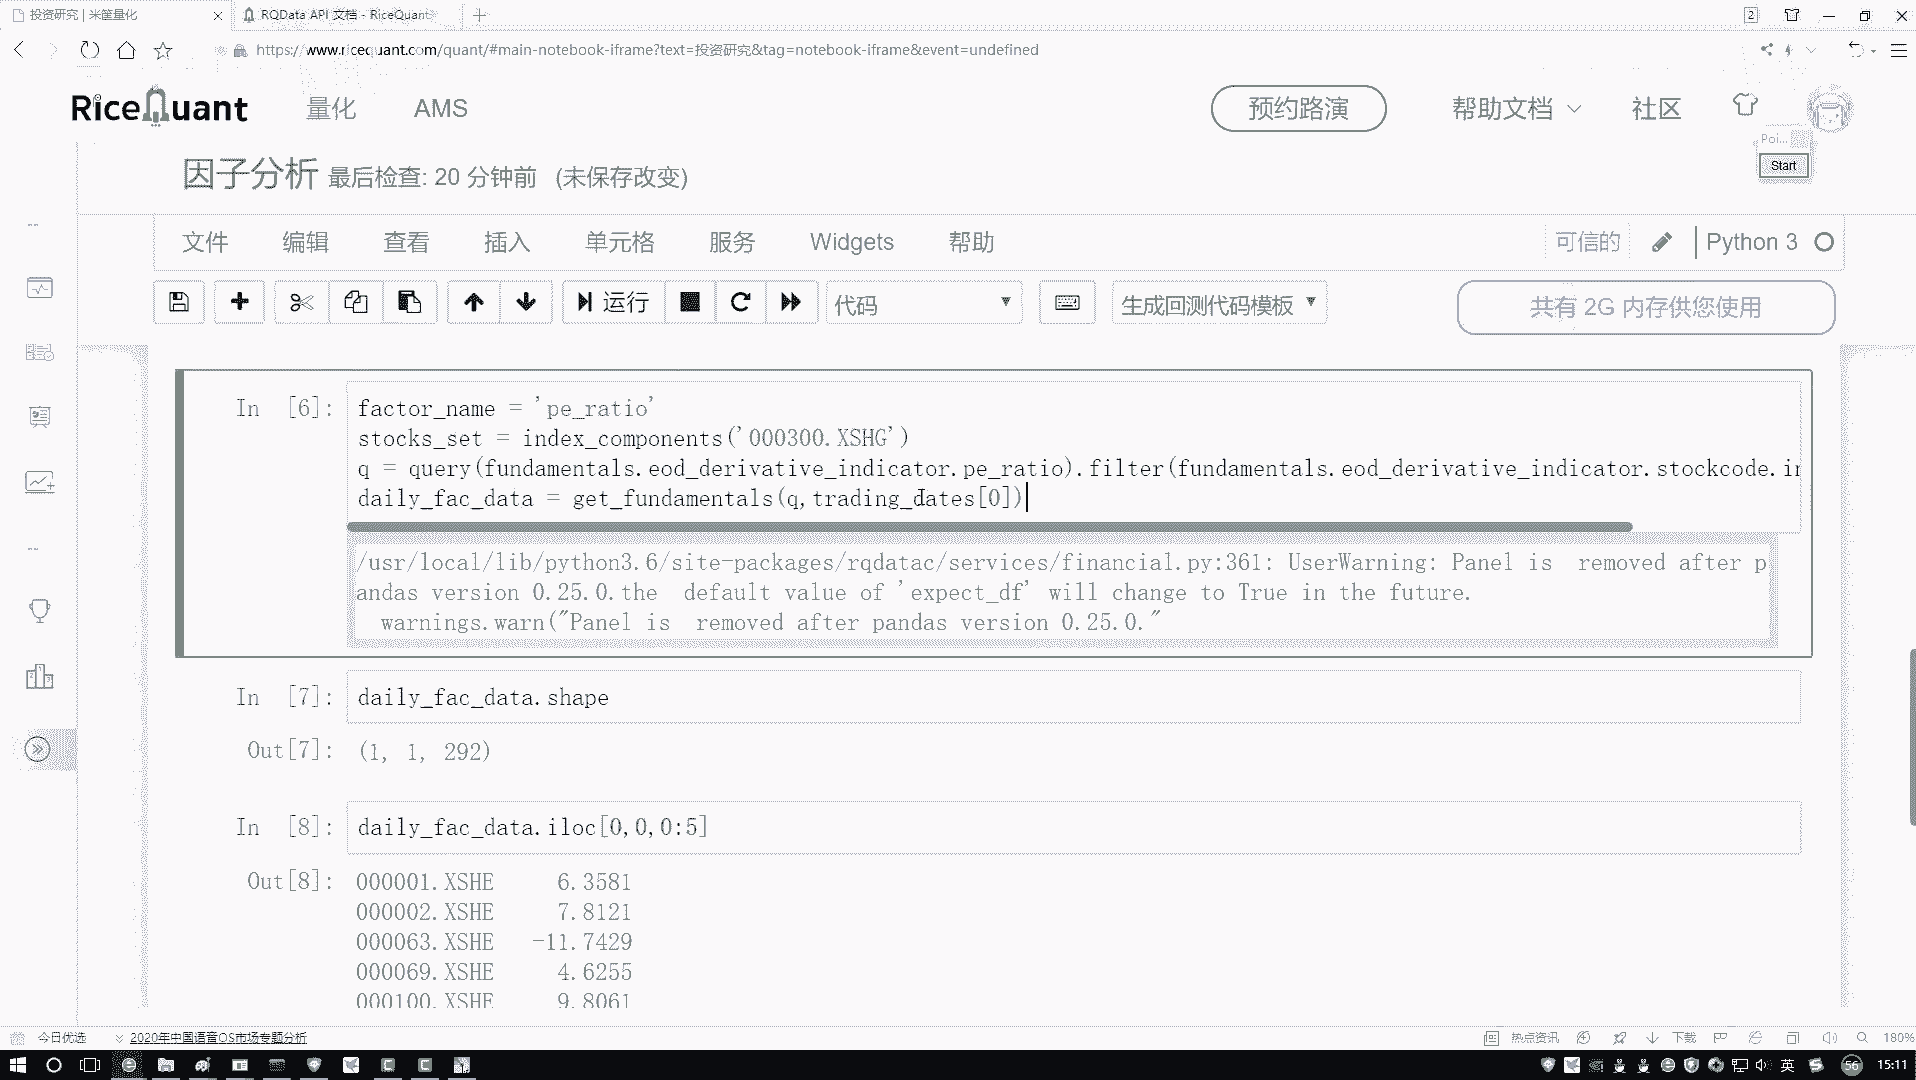 投资研究 | 米筐量化
RQData API 文档 - RiceQuant
2
https://www.ricequant.com/quant/#main-notebook-iframe?text=投资研究&tag=notebook-iframe&event=undefined
RiceQuant
量化
AMS
预约路演
帮助文档
社区
Poi...
Start
因子分析 最后检查: 20 分钟前 (未保存改变)
文件
编辑
查看
插入
单元格
服务
Widgets
帮助
可信的
Python 3
运行
代码
生成回测代码模板
共有 2G 内存供您使用
In [6]:
factor_name = 'pe_ratio'
stocks_set = index_components('000300.XSHG')
q = query(fundamentals.eod_derivative_indicator.pe_ratio).filter(fundamentals.eod_derivative_indicator.stockcode.in
daily_fac_data = get_fundamentals(q,trading_dates[0])
/usr/local/lib/python3.6/site-packages/rqdatac/services/financial.py:361: UserWarning: Panel is  removed after p
andas version 0.25.0.the  default value of 'expect_df' will change to True in the future.
warnings.warn("Panel is  removed after pandas version 0.25.0."
In [7]:
daily_fac_data.shape
Out[7]:
(1, 1, 292)
In [8]:
daily_fac_data.iloc[0,0,0:5]
Out[8]:
000001.XSHE 6.3581
000002.XSHE 7.8121
000063.XSHE -11.7429
000069.XSHE 4.6255
000100.XSHE 9.8061
今日优选
2020年中国语音OS市场专题分析
热点资讯
下载
180%
英
56
15:11